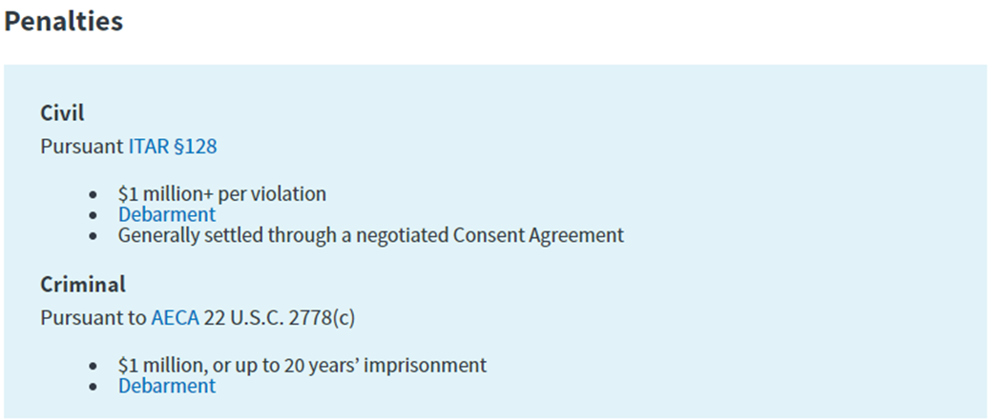 Penalties
Civil
Pursuant ITAR §128
• $1 million+ per violation
• Debarment
• Generally settled through a negotiated Consent Agreement
Criminal
Pursuant to AECA 22 U.S.C. 2778(c)
• $1 million, or up to 20 years’ imprisonment
• Debarment